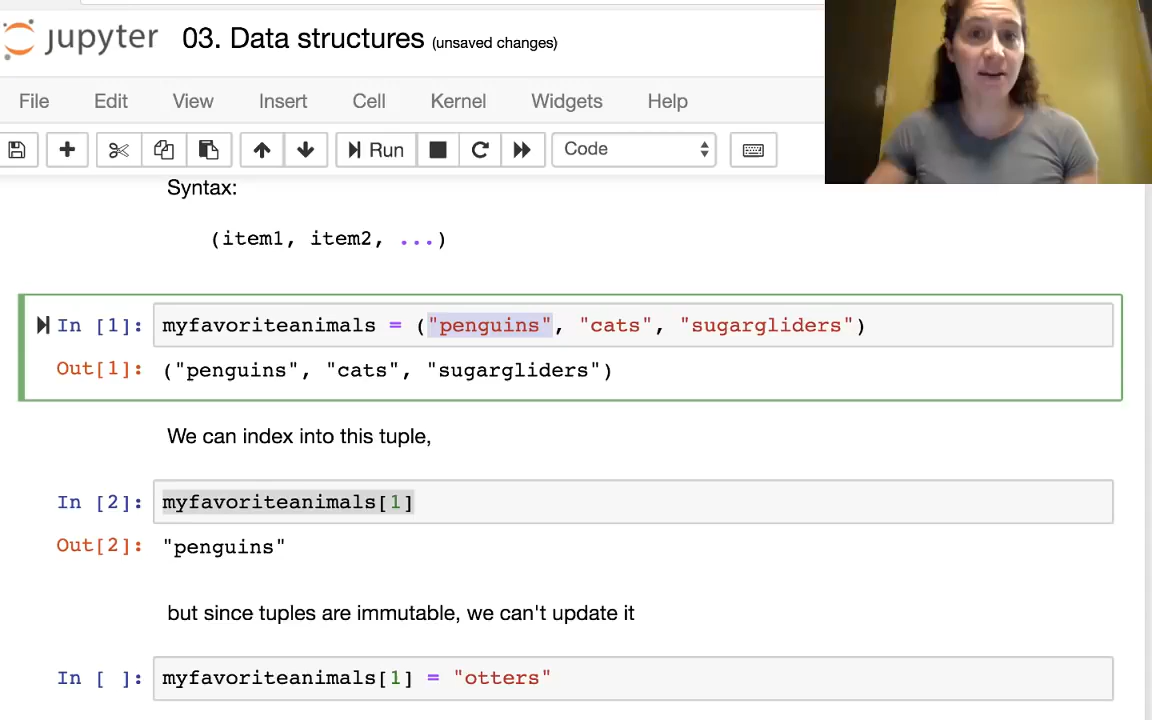 jupyter 03. Data structures (unsaved changes)
File Edit View Insert Cell Kernel Widgets Help
Run Code
Syntax:
(item1, item2, ...)
In [1]: myfavoriteanimals = ("penguins", "cats", "sugargliders")
Out[1]: ("penguins", "cats", "sugargliders")
We can index into this tuple,
In [2]: myfavoriteanimals[1]
Out[2]: "penguins"
but since tuples are immutable, we can't update it
In [ ]: myfavoriteanimals[1] = "otters"